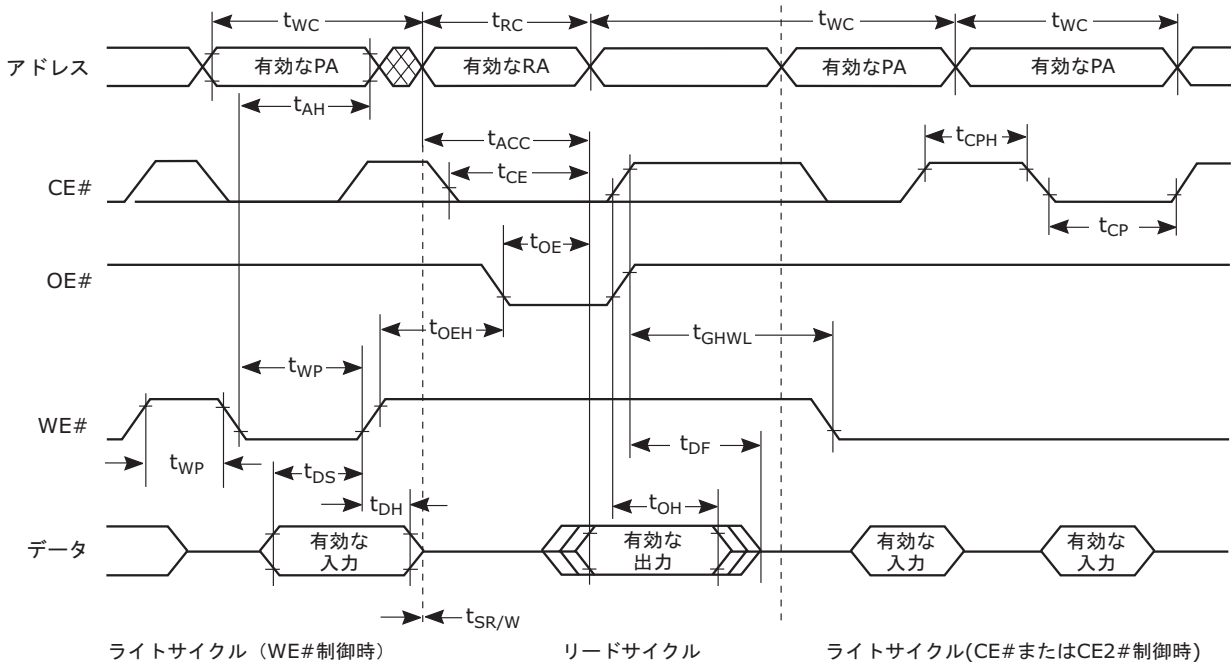 tWC
tRC
tWC
tWC
アドレス
有効なPA
有効なRA
有効なPA
有効なPA
tAH
tACC
tCPH
CE#
tCE
tCP
tOE
OE#
tOEH
tGHWL
tWP
WE#
tWP
tDS
tDF
tDH
tOH
データ
有効な
入力
有効な
出力
有効な
入力
有効な
入力
tSR/W
ライトサイクル（WE#制御時）
リードサイクル
ライトサイクル(CE#またはCE2#制御時)